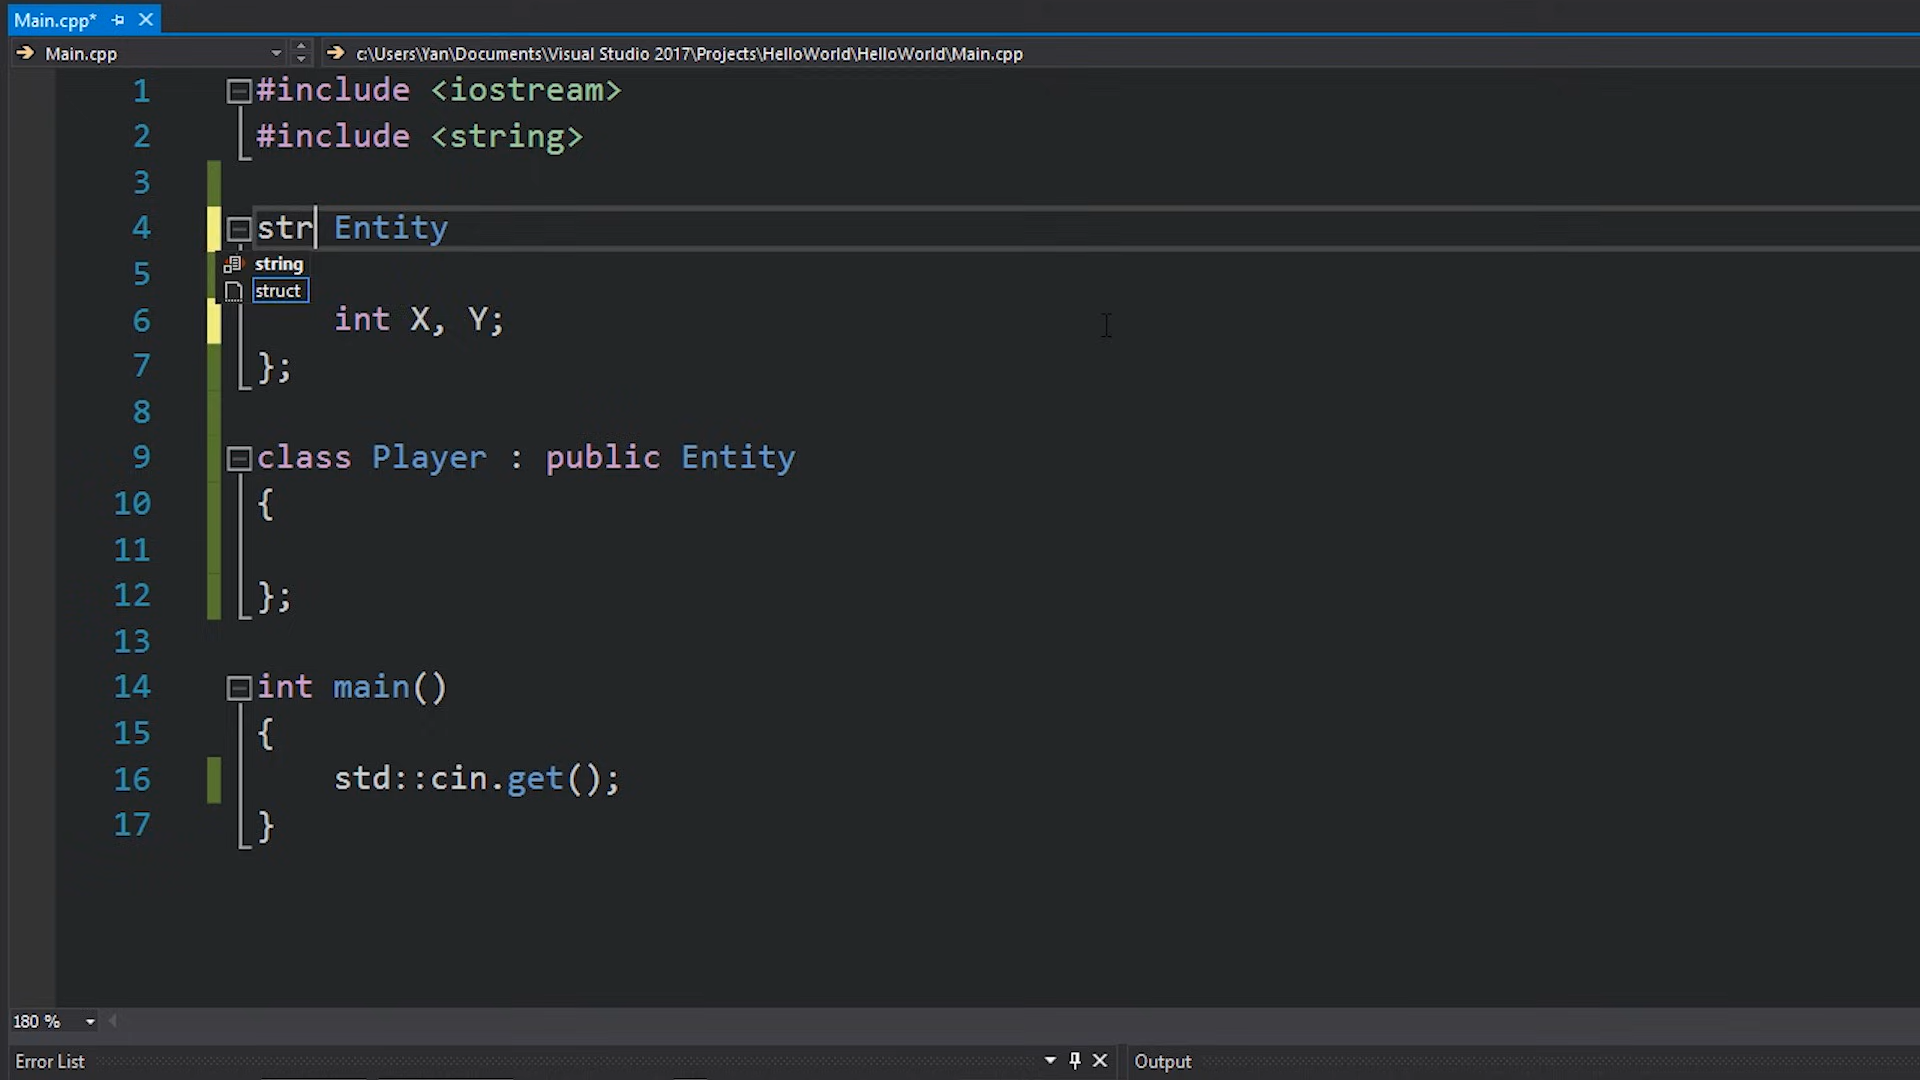 Main.cpp*
Main.cpp c:\Users\Yan\Documents\Visual Studio 2017\Projects\HelloWorld\HelloWorld\Main.cpp
1 #include <iostream>
2 #include <string>
3
4 str Entity
string
5
struct
6 int X, Y;
7 };
8
9 class Player : public Entity
10 {
11
12 };
13
14 int main()
15 {
16 std::cin.get();
17 }
180 %
Error List Output